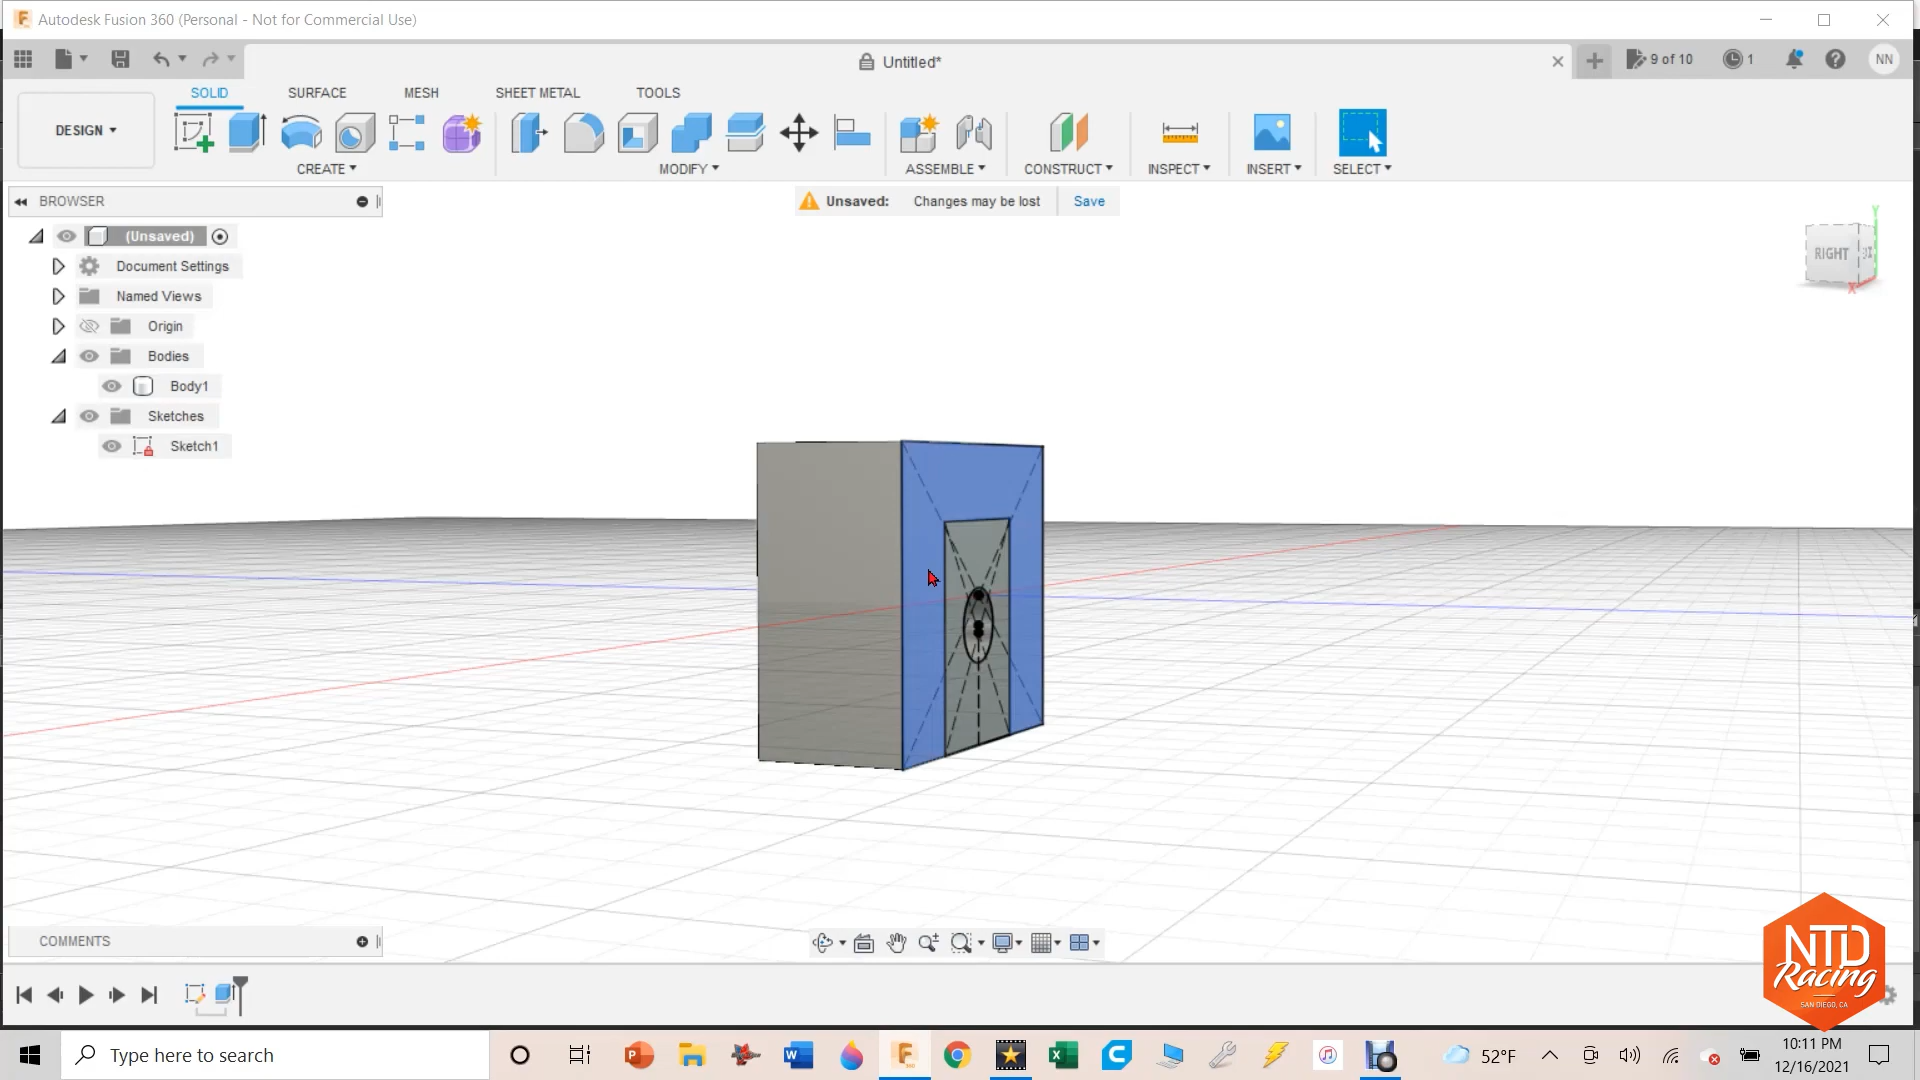 Autodesk Fusion 360 (Personal - Not for Commercial Use)
Untitled*
9 of 10
1
NN
DESIGN
SOLID
SURFACE
MESH
SHEET METAL
TOOLS
CREATE
MODIFY
ASSEMBLE
CONSTRUCT
INSPECT
INSERT
SELECT
BROWSER
Unsaved: Changes may be lost
Save
(Unsaved)
Document Settings
Named Views
Origin
Bodies
Body1
Sketches
Sketch1
Y
RIGHT
X
COMMENTS
NTD
Racing
SAN DIEGO, CA
Type here to search
52°F
10:11 PM
12/16/2021